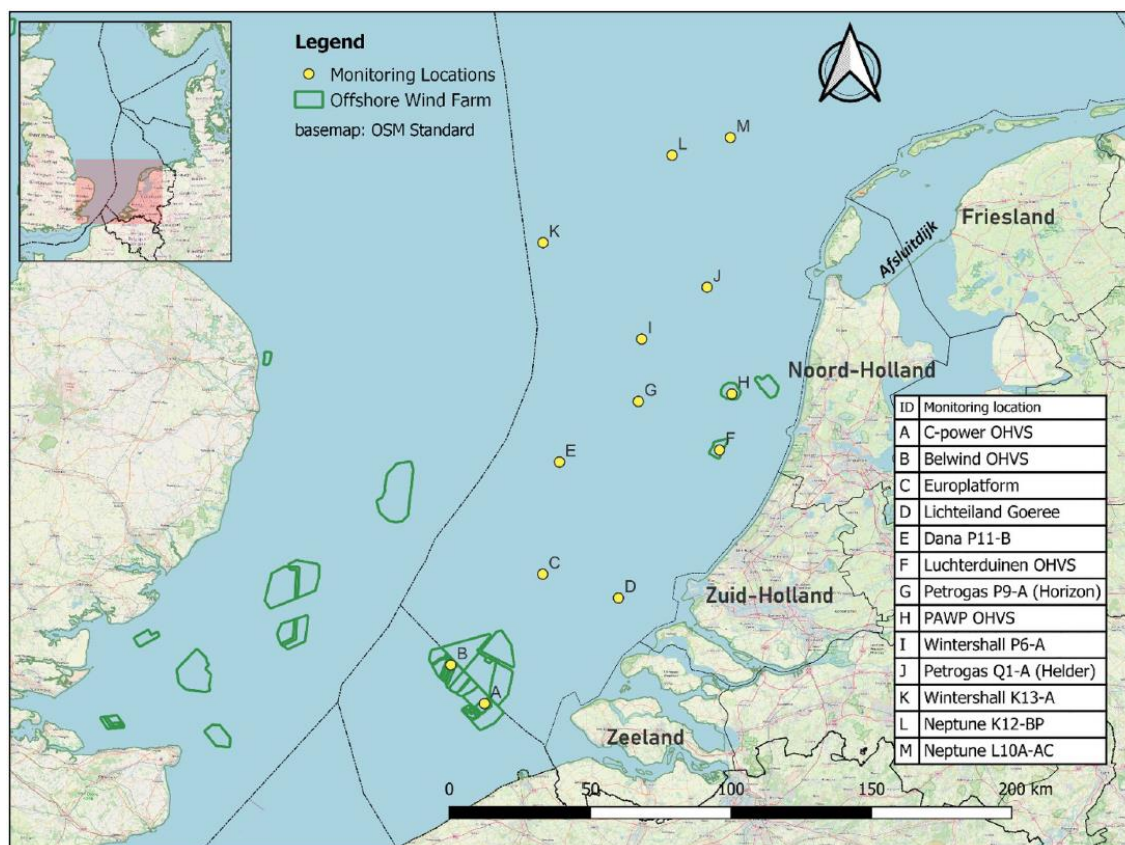 Legend
Monitoring Locations
Offshore Wind Farm
basemap: OSM Standard
M
L
K
J
I
H
G
F
E
C
D
B
A
Friesland
Afsluitdijk
Noord-Holland
Zuid-Holland
Zeeland
ID Monitoring location
A C-power OHVS
B Belwind OHVS
C Europlatform
D Lichteiland Goeree
E Dana P11-B
F Luchterduinen OHVS
G Petrogas P9-A (Horizon)
H PAWP OHVS
I Wintershall P6-A
J Petrogas Q1-A (Helder)
K Wintershall K13-A
L Neptune K12-BP
M Neptune L10A-AC
0 50 100 150 200 km